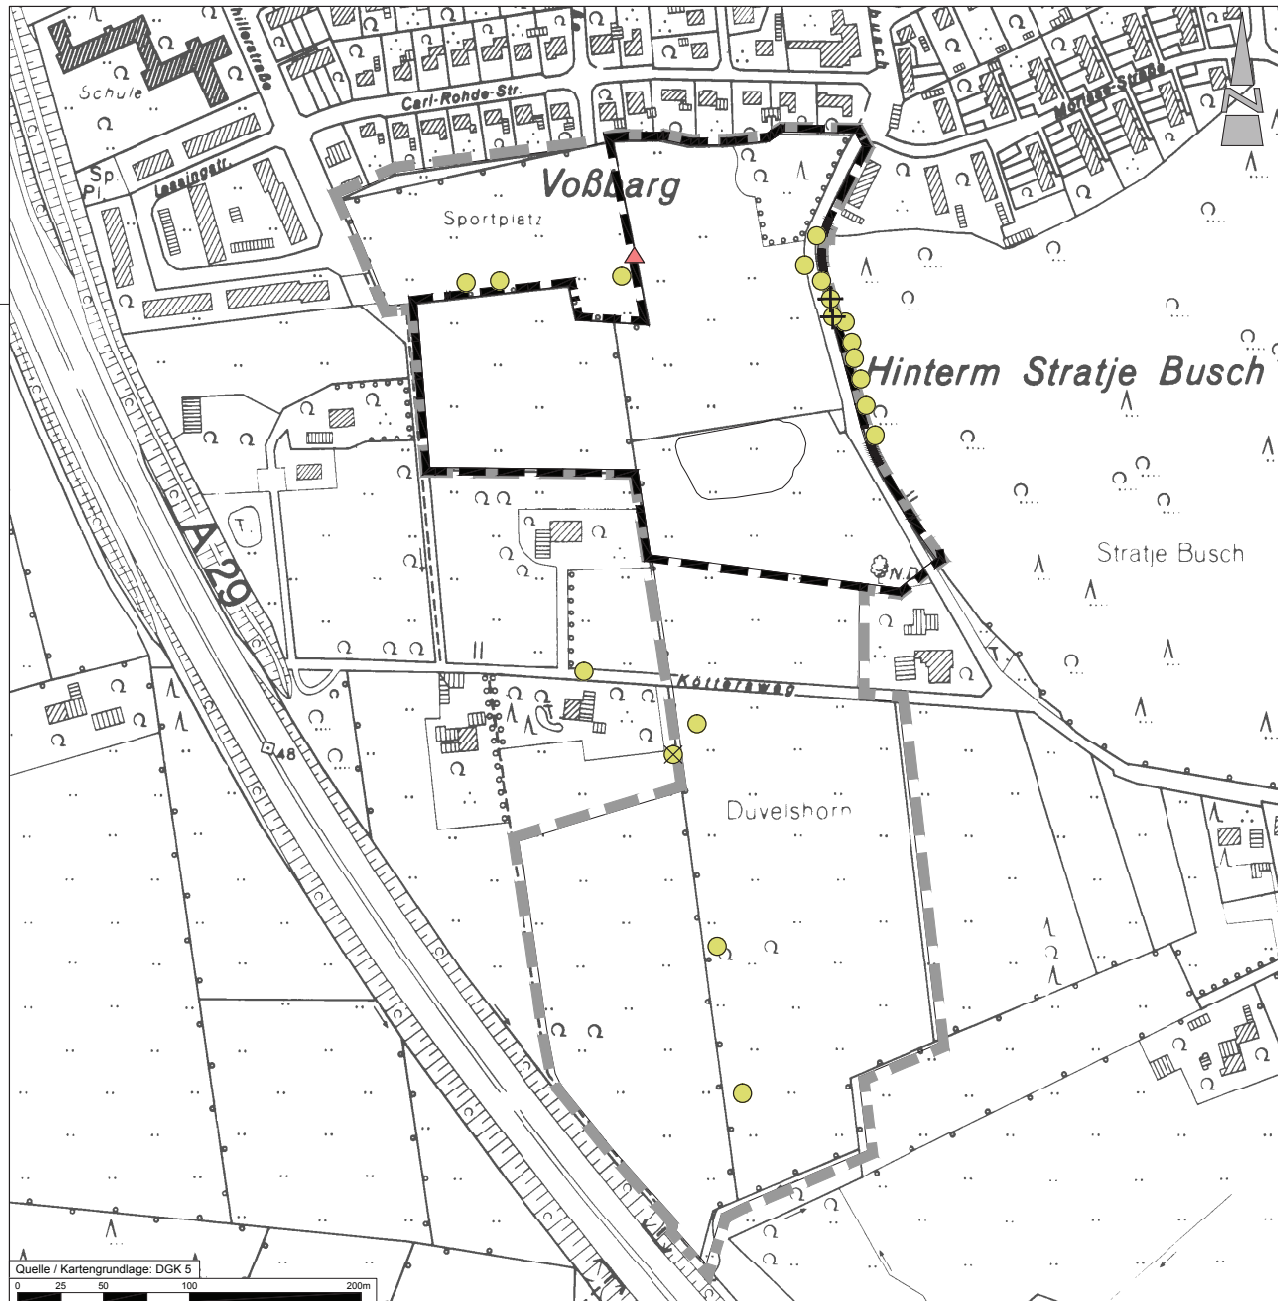 Schule
Carl-Rohde-Str.
Lessingstr.
Sp.
Pl.
Voßbarg
Sportplatz
Hinterm Stratje Busch
Stratje Busch
A 29
T.
N.D.
T.
Köttersweg
48
Duvelshorn
Quelle / Kartengrundlage: DGK 5
0 25 50 100 200m